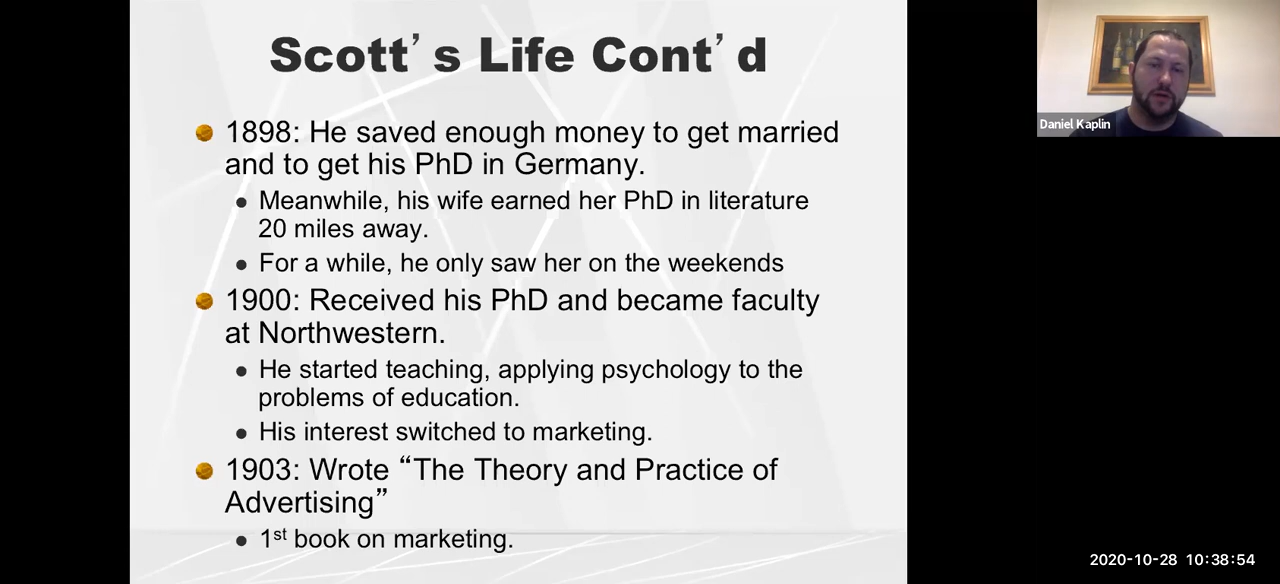 Scott’s Life Cont’d
1898: He saved enough money to get married
and to get his PhD in Germany.
Meanwhile, his wife earned her PhD in literature
20 miles away.
For a while, he only saw her on the weekends
1900: Received his PhD and became faculty
at Northwestern.
He started teaching, applying psychology to the
problems of education.
His interest switched to marketing.
1903: Wrote “The Theory and Practice of
Advertising”
1st book on marketing.
Daniel Kaplin
2020-10-28 10:38:54